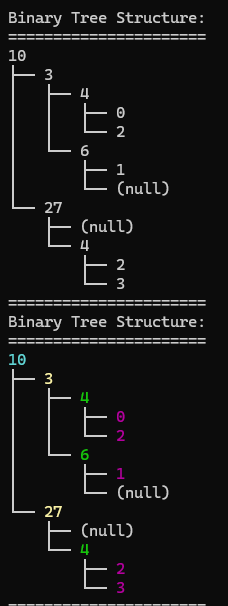 Binary Tree Structure:
======================
10
├── 3
│   ├── 4
│   │   ├── 0
│   │   └── 2
│   └── 6
│       ├── 1
│       └── (null)
└── 27
    ├── (null)
    └── 4
        ├── 2
        └── 3
======================
Binary Tree Structure:
======================
10
├── 3
│   ├── 4
│   │   ├── 0
│   │   └── 2
│   └── 6
│       ├── 1
│       └── (null)
└── 27
    ├── (null)
    └── 4
        ├── 2
        └── 3
======================